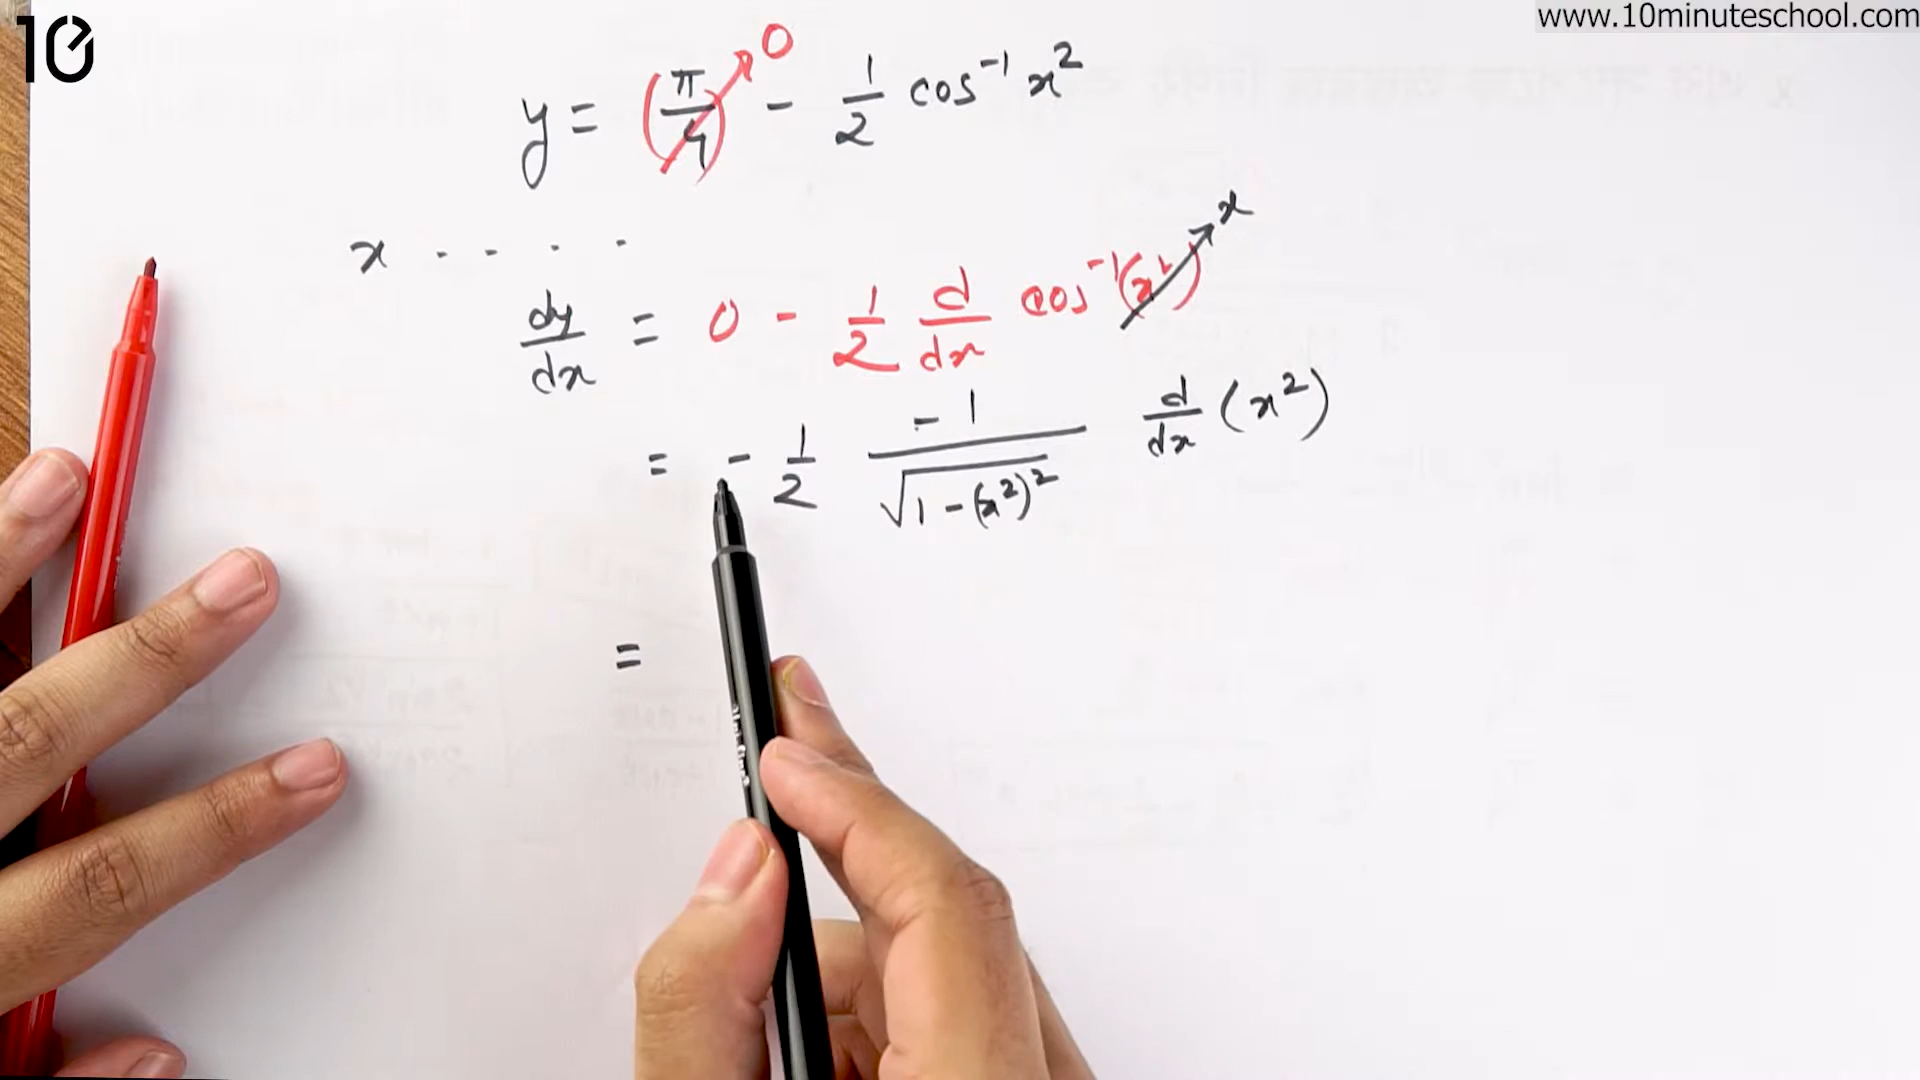 10
www.10minuteschool.com
y = (π/4) → 0 - 1/2 cos⁻¹ x²
x . . . .
dy/dx = 0 - 1/2 d/dx cos⁻¹(x²) → x
= - 1/2 -1/√1-(x²)² d/dx (x²)
=